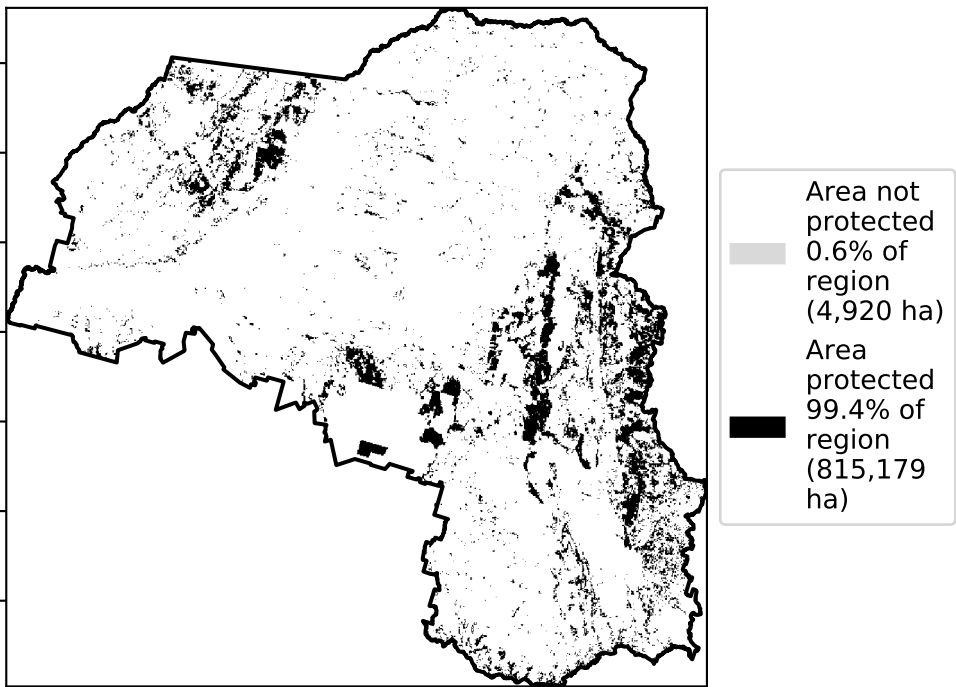 Area not
protected
0.6% of
region
(4,920 ha)
Area
protected
99.4% of
region
(815,179
ha)